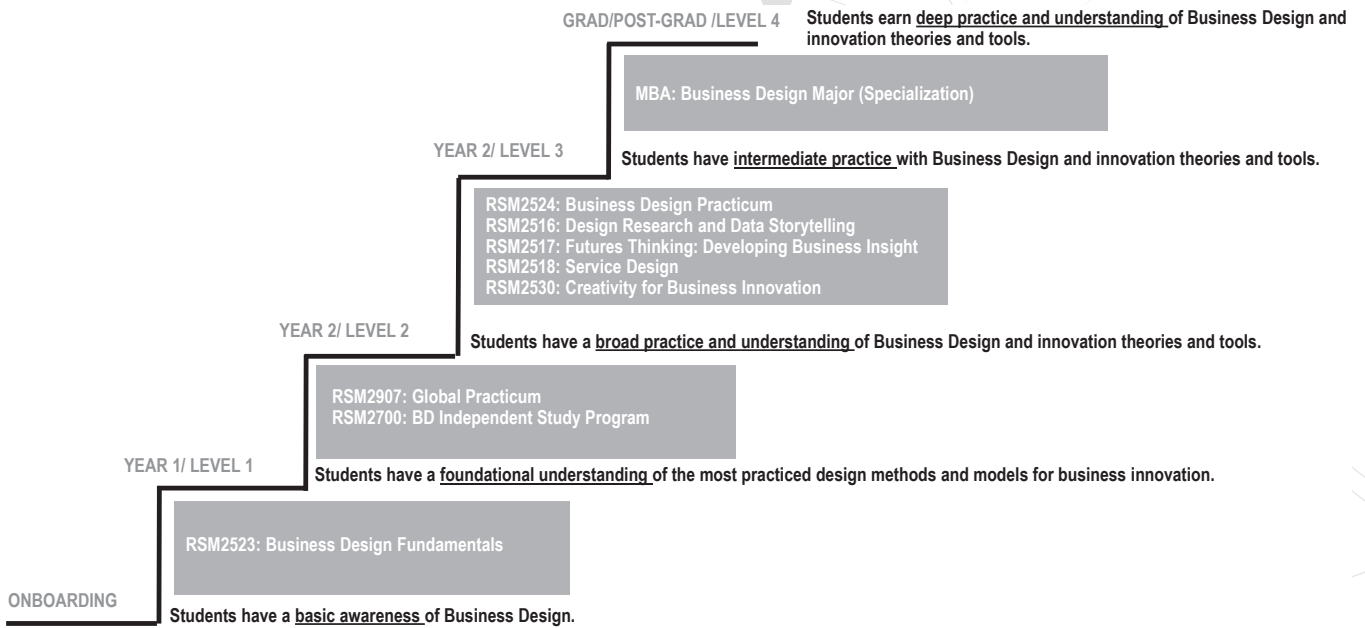 GRAD/POST-GRAD /LEVEL 4
Students earn deep practice and understanding of Business Design and
innovation theories and tools.
MBA: Business Design Major (Specialization)
YEAR 2/ LEVEL 3
Students have intermediate practice with Business Design and innovation theories and tools.
RSM2524: Business Design Practicum
RSM2516: Design Research and Data Storytelling
RSM2517: Futures Thinking: Developing Business Insight
RSM2518: Service Design
RSM2530: Creativity for Business Innovation
YEAR 2/ LEVEL 2
Students have a broad practice and understanding of Business Design and innovation theories and tools.
RSM2907: Global Practicum
RSM2700: BD Independent Study Program
YEAR 1/ LEVEL 1
Students have a foundational understanding of the most practiced design methods and models for business innovation.
RSM2523: Business Design Fundamentals
ONBOARDING
Students have a basic awareness of Business Design.